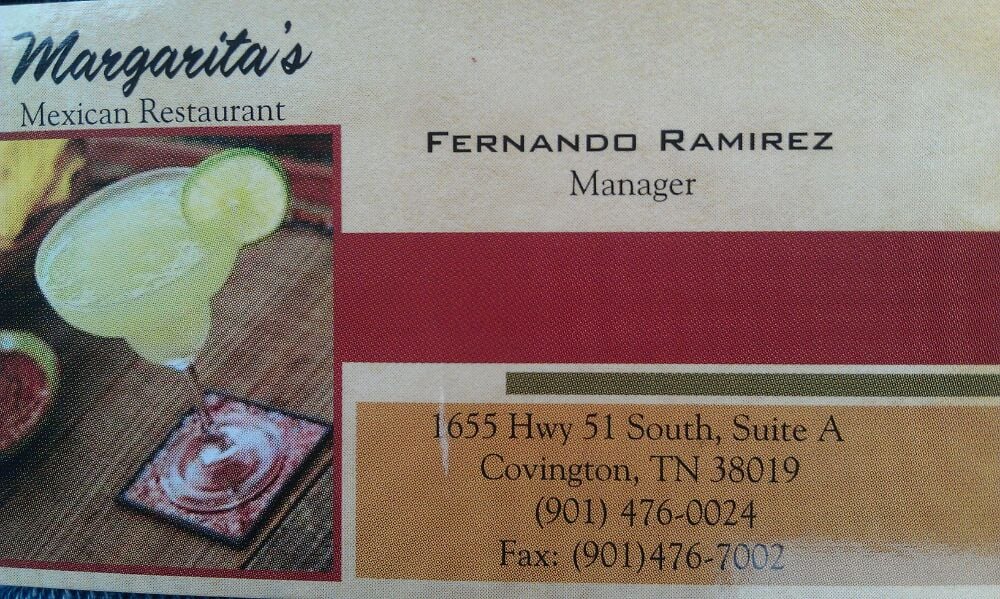 Margarita's
Mexican Restaurant
FERNANDO RAMIREZ
Manager
1655 Hwy 51 South, Suite A
Covington, TN 38019
(901) 476-0024
Fax: (901)476-7002